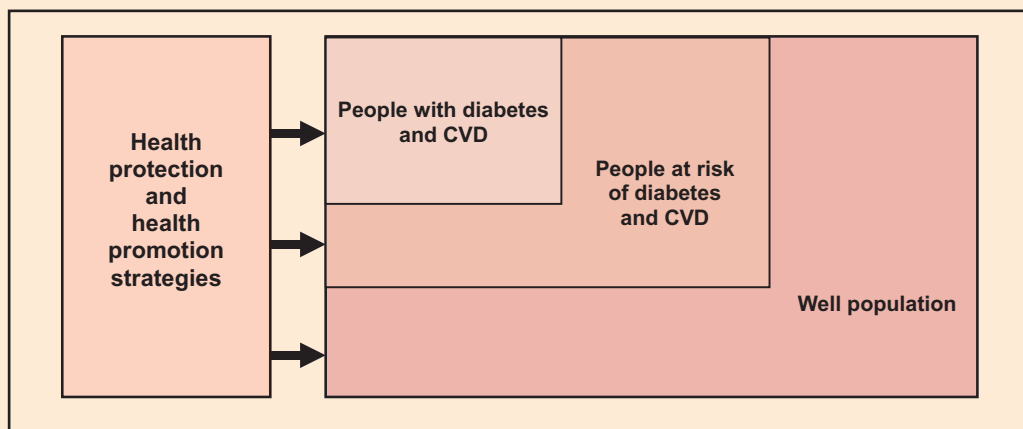 Health
protection
and
health
promotion
strategies
People with diabetes
and CVD
People at risk
of diabetes
and CVD
Well population